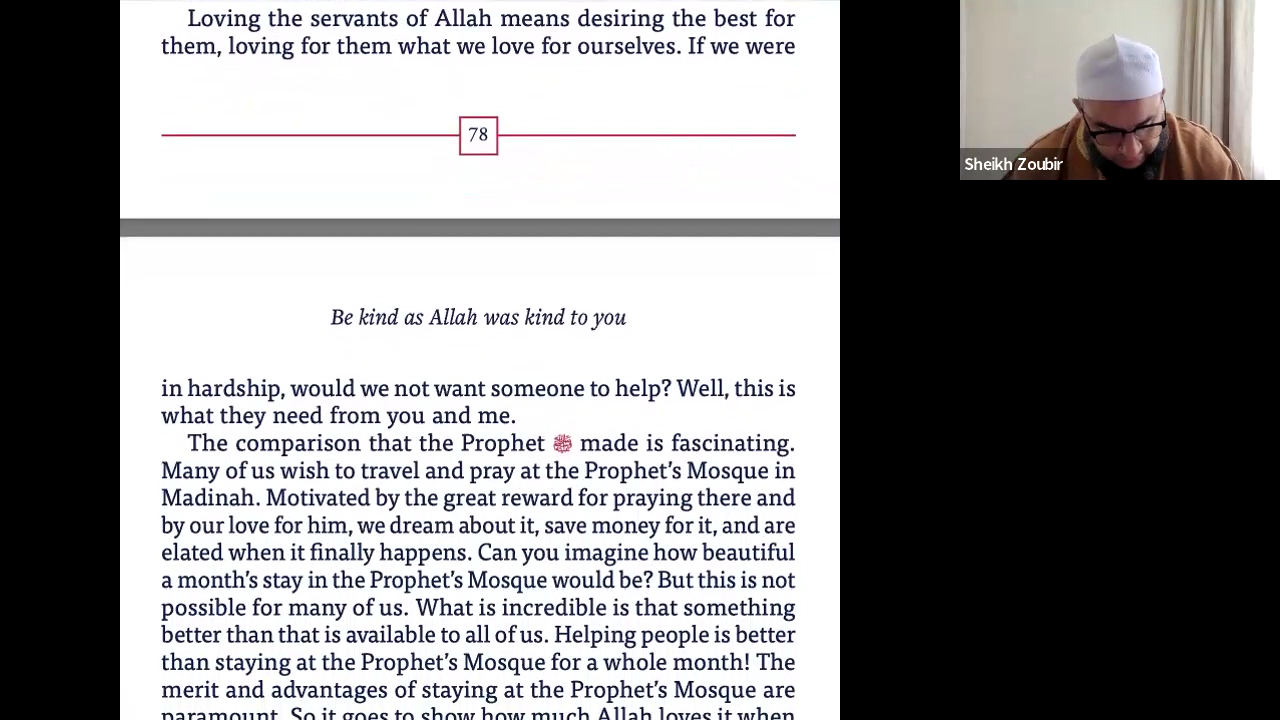 Loving the servants of Allah means desiring the best for
them, loving for them what we love for ourselves. If we were
78
Be kind as Allah was kind to you
in hardship, would we not want someone to help? Well, this is
what they need from you and me.
The comparison that the Prophet ﷺ made is fascinating.
Many of us wish to travel and pray at the Prophet’s Mosque in
Madinah. Motivated by the great reward for praying there and
by our love for him, we dream about it, save money for it, and are
elated when it finally happens. Can you imagine how beautiful
a month’s stay in the Prophet’s Mosque would be? But this is not
possible for many of us. What is incredible is that something
better than that is available to all of us. Helping people is better
than staying at the Prophet’s Mosque for a whole month! The
merit and advantages of staying at the Prophet’s Mosque are
paramount. So it goes to show how much Allah loves it when
Sheikh Zoubir